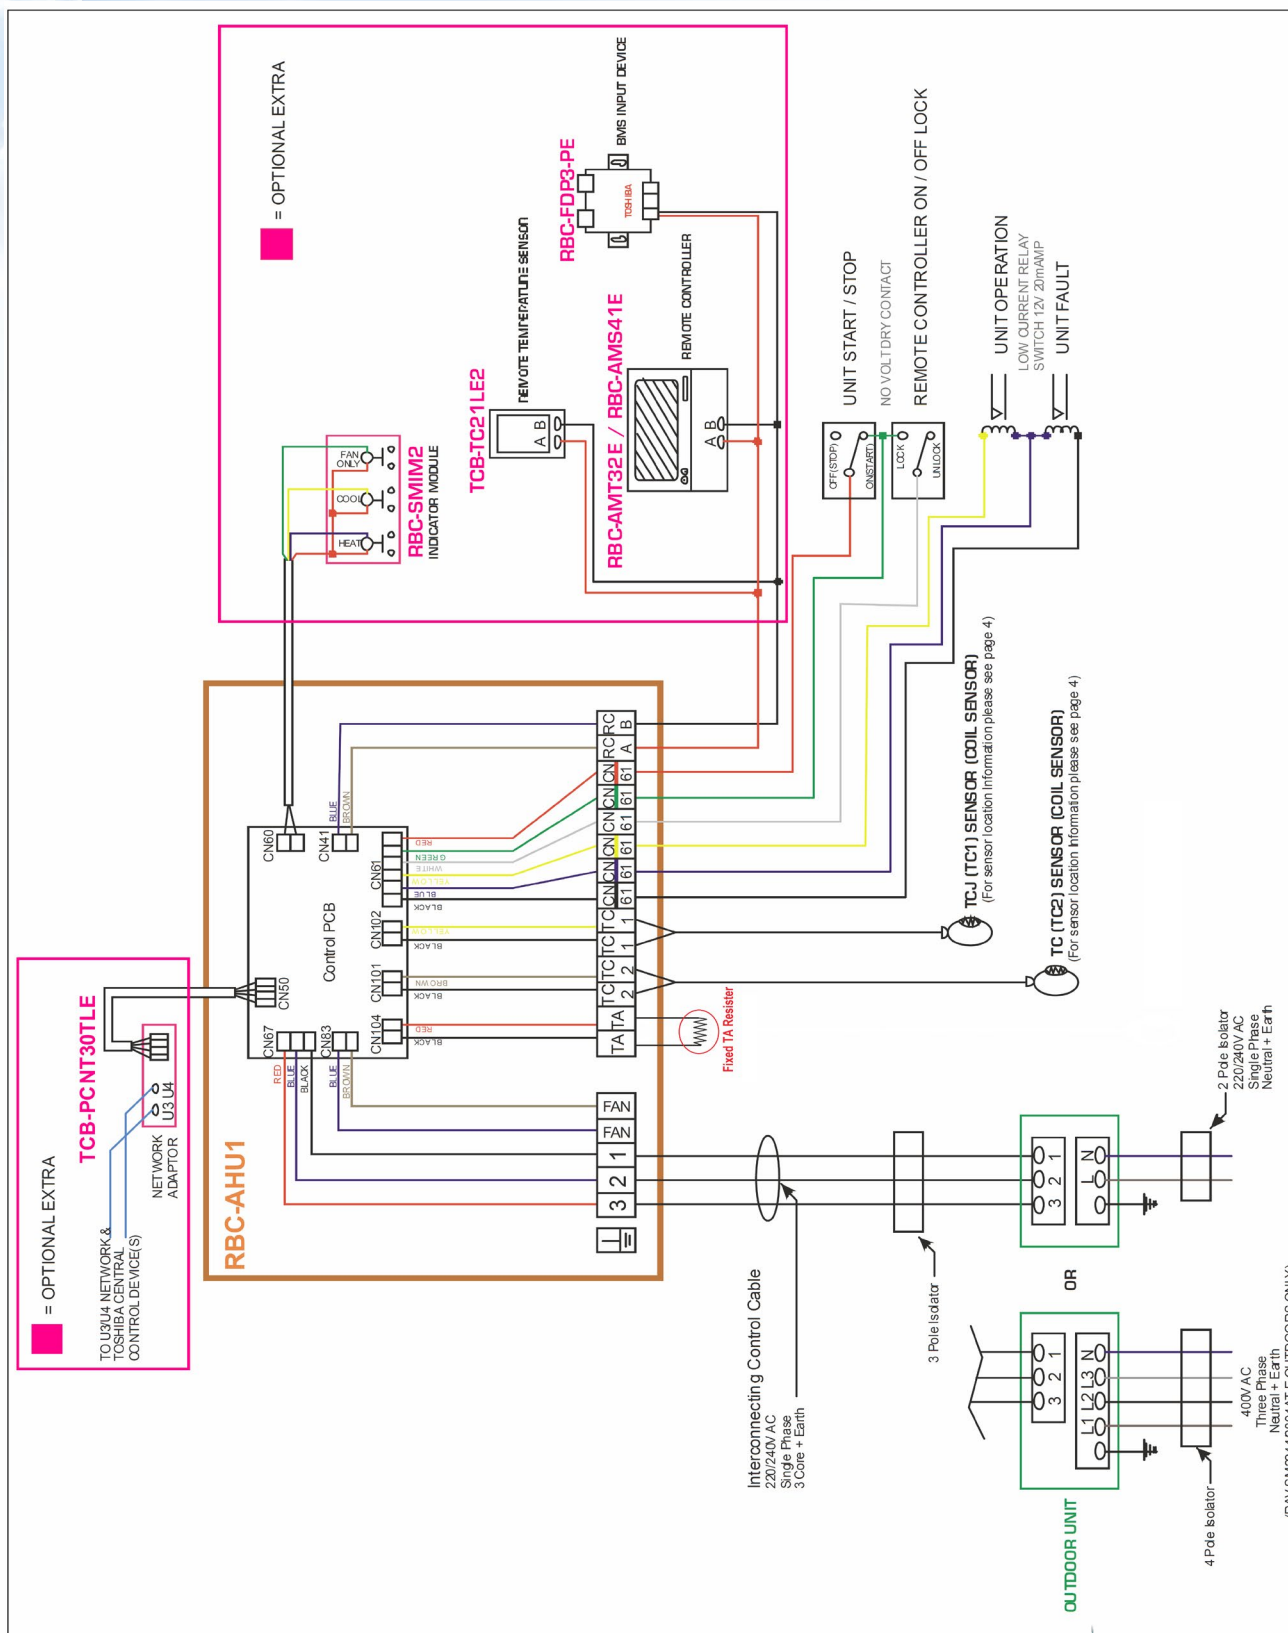 = OPTIONAL EXTRA
TCB-PCNT30TLE
U3 U4
NETWORK
ADAPTOR
TO U3/U4 NETWORK &
TOSHIBA CENTRAL
CONTROL DEVICE(S)
= OPTIONAL EXTRA
FAN
ONLY
COOL
HEAT
RBC-SMIM2
INDICATOR MODULE
TCB-TC21LE2
REMOTE TEMPERATURE SENSOR
A B
RBC-FDP3-PE
BMS INPUT DEVICE
TOSHIBA
RBC-AMT32E / RBC-AMS41E
REMOTE CONTROLLER
A B
RBC-AHU1
Control PCB
CN50
CN60
CN41
CN67
CN83
CN104
CN101
CN102
CN61
RED
BLUE
BLACK
BLUE
BROWN
BLACK
RED
BLACK
BROWN
BLACK
YELLOW
BLACK
BLUE
YELLOW
WHITE
GREEN
RED
BLUE
BROWN
3 2 1 FAN FAN
TA TA TC TC TC TC CN CN CN CN CN CN RC RC
2 2 1 1 61 61 61 61 61 61 A B
Fixed TA Resister
UNIT START / STOP
NO VOLT DRY CONTACT
OFF(STOP)
ON(START)
REMOTE CONTROLLER ON / OFF LOCK
LOCK
UNLOCK
UNIT OPERATION
LOW CURRENT RELAY
SWITCH 12V 20mAMP
UNIT FAULT
TCJ (TC1) SENSOR (COIL SENSOR)
(For sensor location Information please see page 4)
TC (TC2) SENSOR (COIL SENSOR)
(For sensor location Information please see page 4)
Interconnecting Control Cable
220/240V AC
Single Phase
3 Core + Earth
3 Pole Isolator
OUTDOOR UNIT
3 2 1
L1 L2 L3 N
OR
3 2 1
L N
2 Pole Isolator
220/240V AC
Single Phase
Neutral + Earth
4 Pole Isolator
400V AC
Three Phase
Neutral + Earth